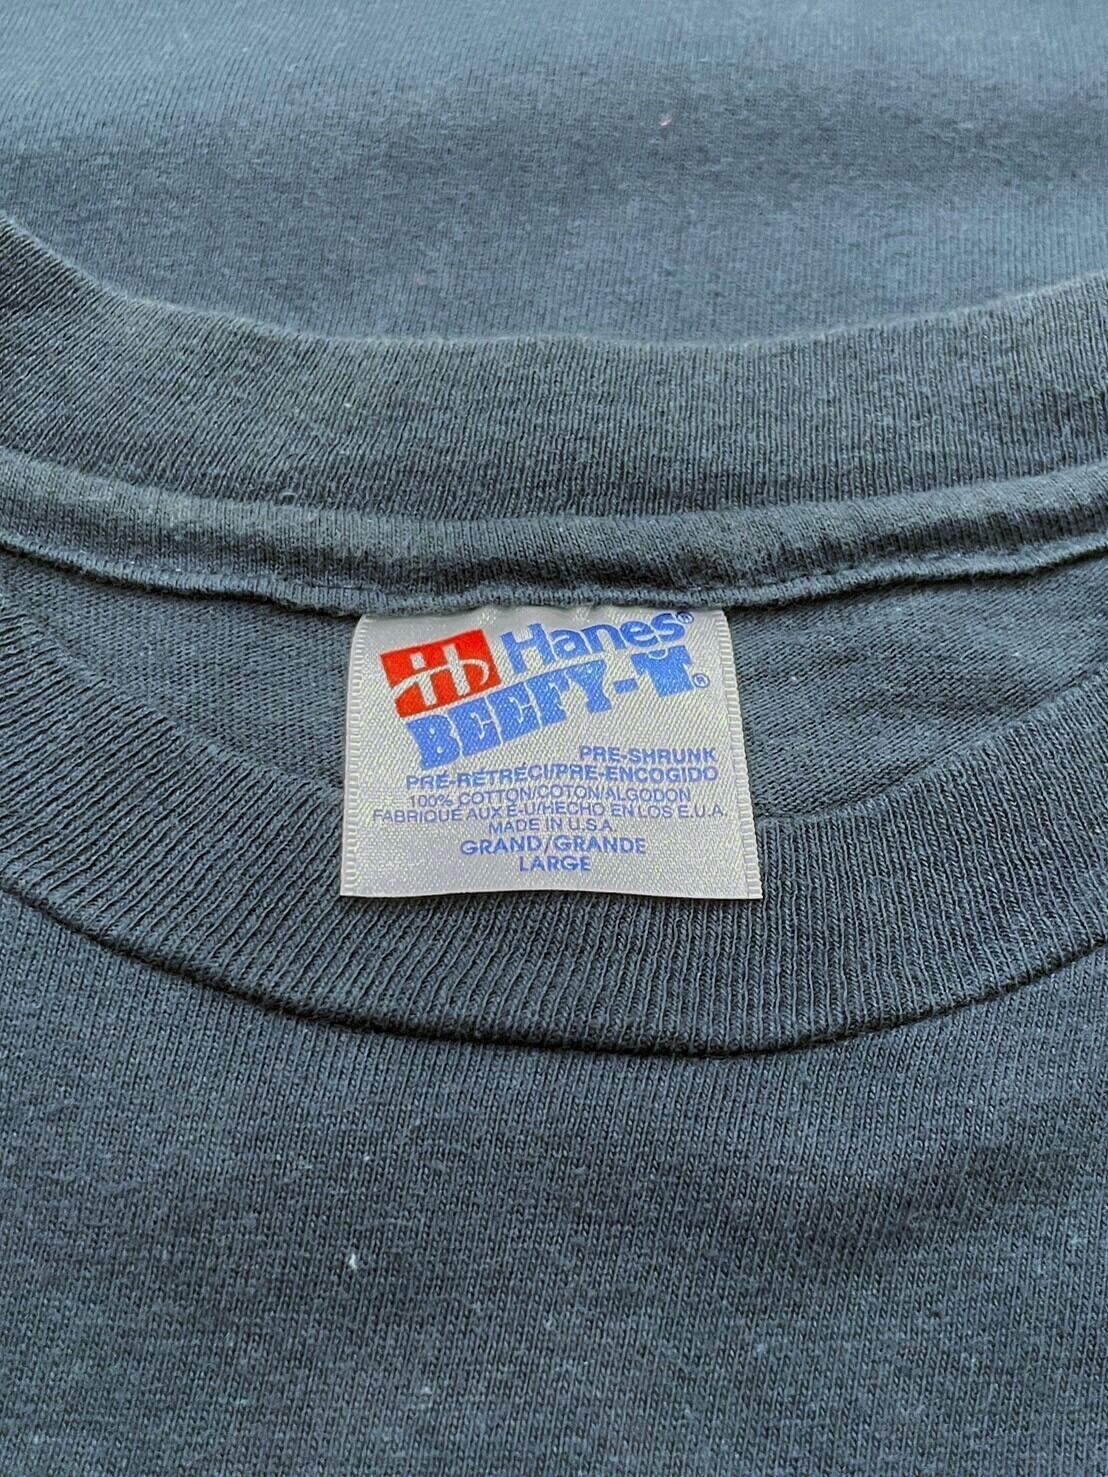 Hanes®
BEEFY-T®
PRE-SHRUNK
PRÉ-RÉTRÉCI/PRE-ENCOGIDO
100% COTTON/COTON/ALGODON
FABRIQUE AUX É-U/HECHO EN LOS E.U.A.
MADE IN U.S.A.
GRAND/GRANDE
LARGE